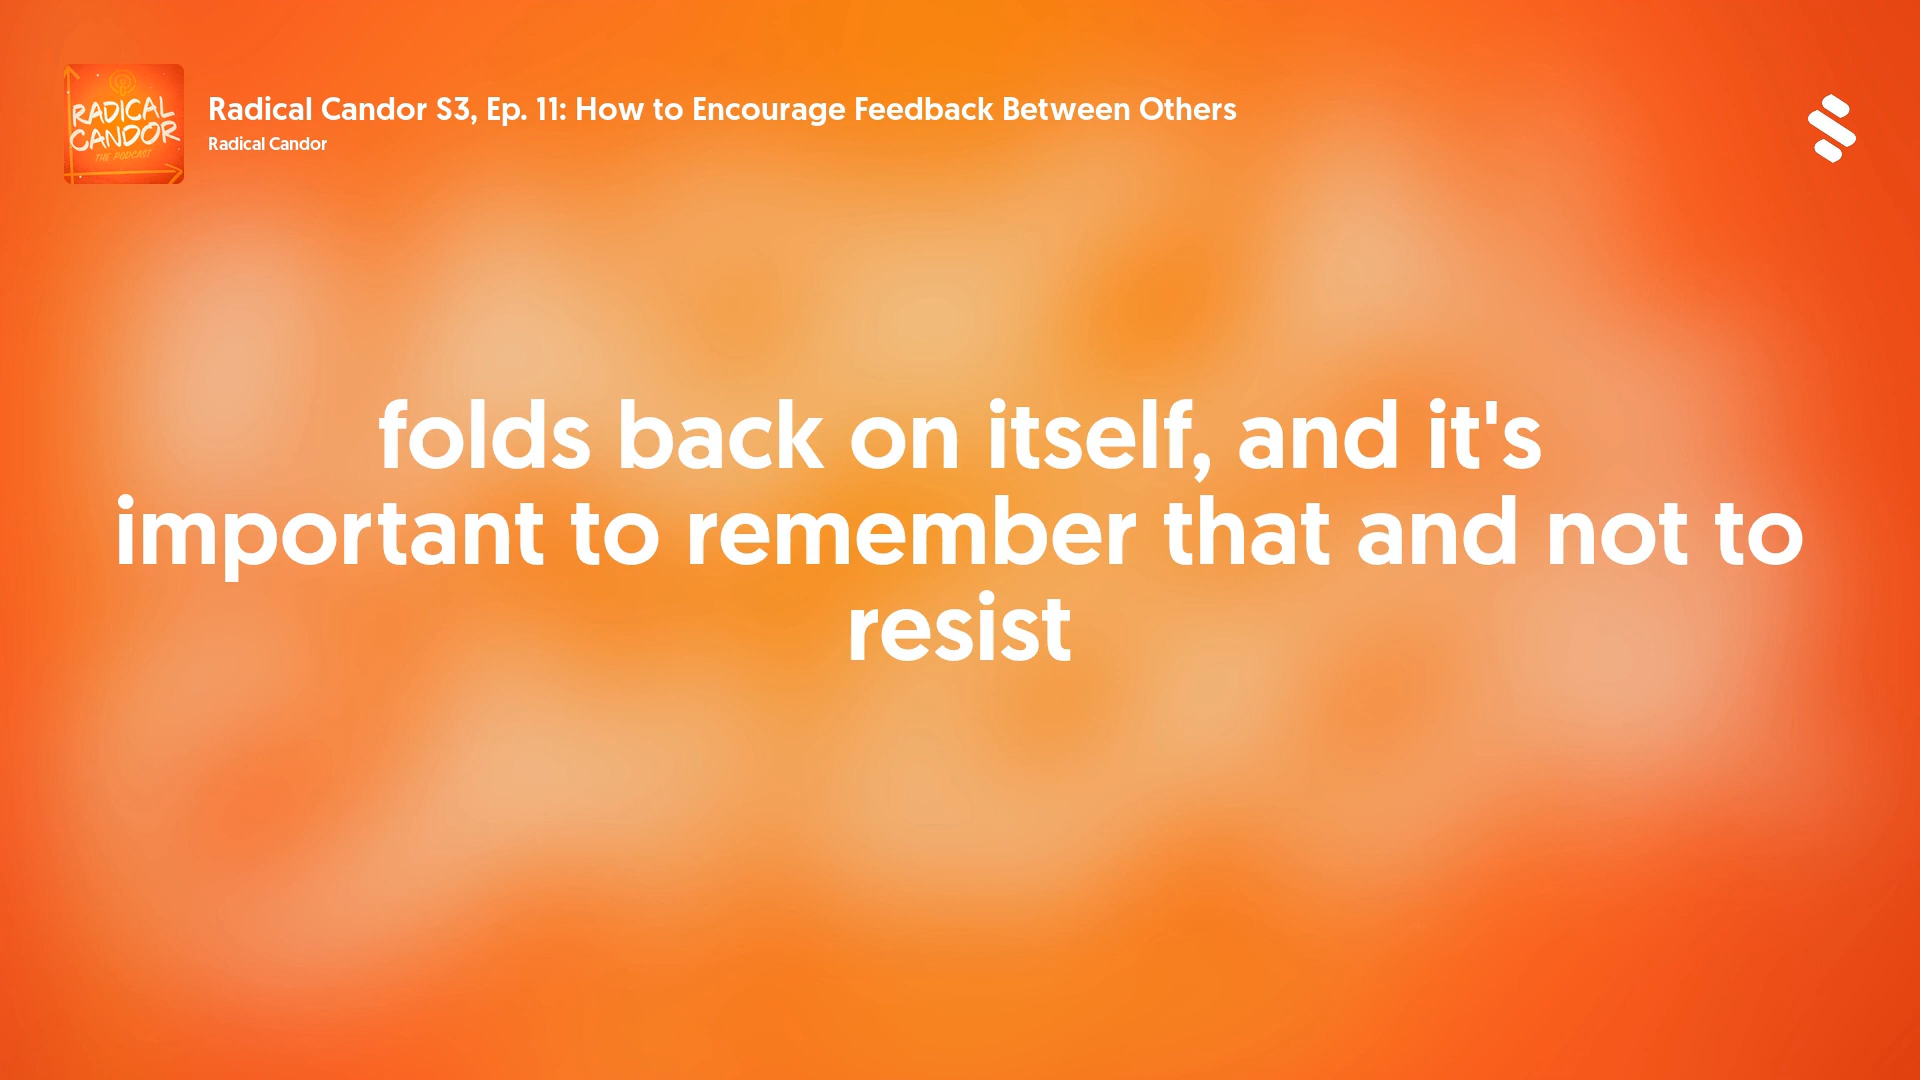 RADICAL
CANDOR
THE PODCAST
Radical Candor S3, Ep. 11: How to Encourage Feedback Between Others
Radical Candor
folds back on itself, and it's
important to remember that and not to
resist